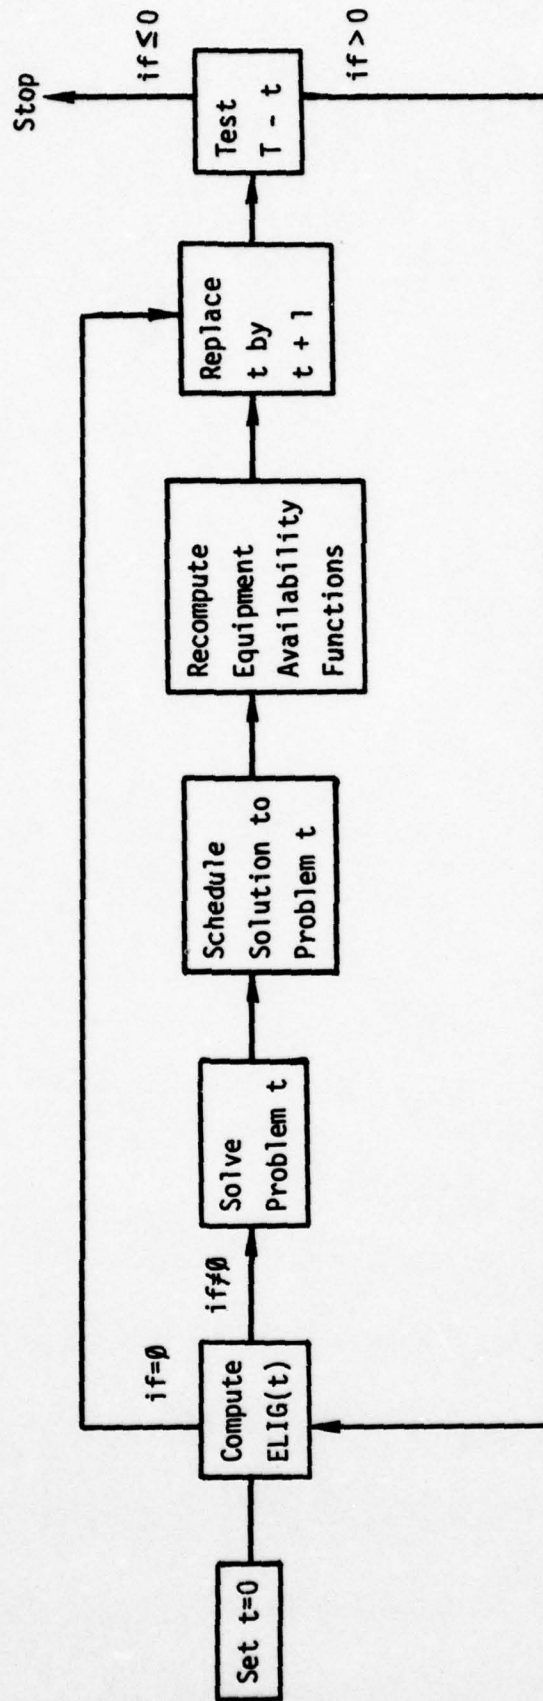 Set t=0
Compute
ELIG(t)
if=∅
if≠∅
Solve
Problem t
Schedule
Solution to
Problem t
Recompute
Equipment
Availability
Functions
Replace
t by
t + 1
Test
T - t
Stop
if ≤ 0
if > 0